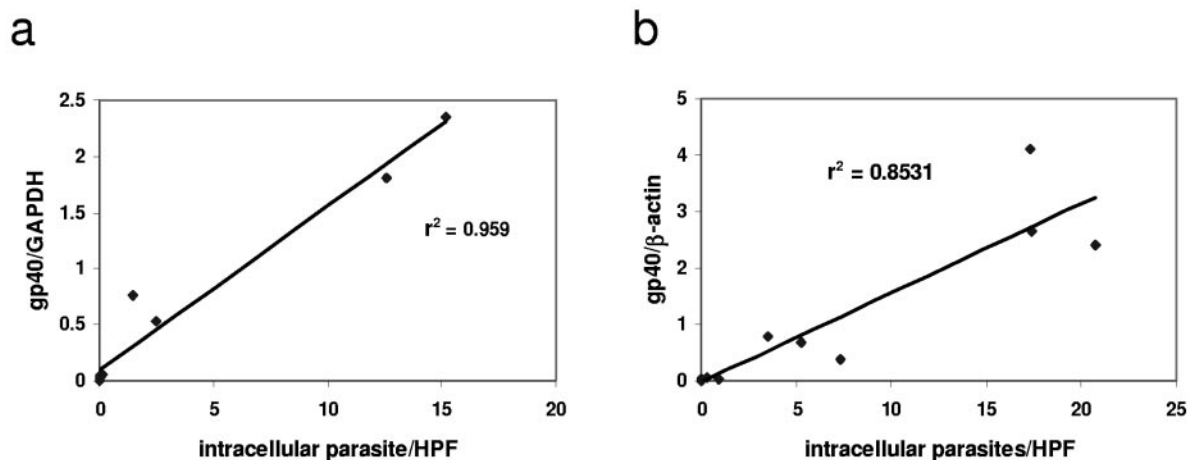 a
2.5
2
1.5
1
0.5
0
gp40/GAPDH
r² = 0.959
0 5 10 15 20
intracellular parasite/HPF
b
5
4
3
2
1
0
gp40/β-actin
r² = 0.8531
0 5 10 15 20 25
intracellular parasites/HPF